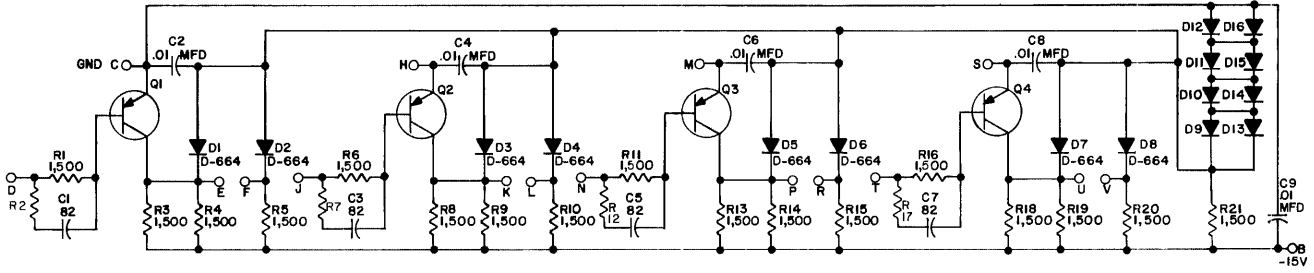 D12 D16
C2
.01 MFD
C4
.01 MFD
C6
.01 MFD
C8
.01 MFD
GND C
H
M
S
D11 D15
Q1
Q2
Q3
Q4
D10 D14
D9 D13
D1
D-664
D2
D-664
D3
D-664
D4
D-664
D5
D-664
D6
D-664
D7
D-664
D8
D-664
R1
1,500
R6
1,500
R11
1,500
R16
1,500
D
E
F
J
K
L
N
P
R
T
U
V
R2
C1
82
R7
C3
82
R
12
C5
82
R
17
C7
82
C9
.01
MFD
R3
1,500
R4
1,500
R5
1,500
R8
1,500
R9
1,500
R10
1,500
R13
1,500
R14
1,500
R15
1,500
R18
1,500
R19
1,500
R20
1,500
R21
1,500
B
-15V